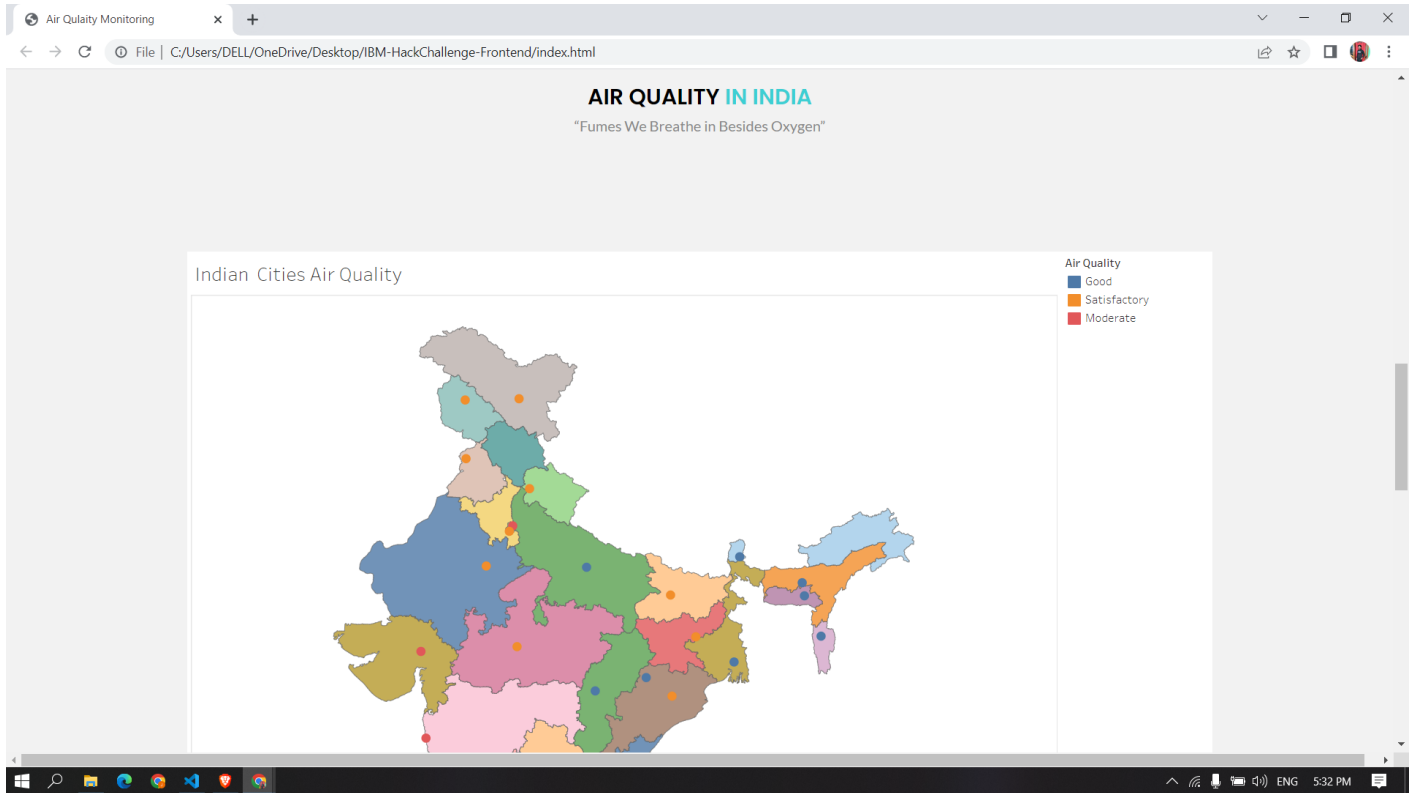 Air Qulaity Monitoring
File | C:/Users/DELL/OneDrive/Desktop/IBM-HackChallenge-Frontend/index.html
AIR QUALITY IN INDIA
“Fumes We Breathe in Besides Oxygen”
Indian Cities Air Quality
Air Quality
Good
Satisfactory
Moderate
ENG 5:32 PM